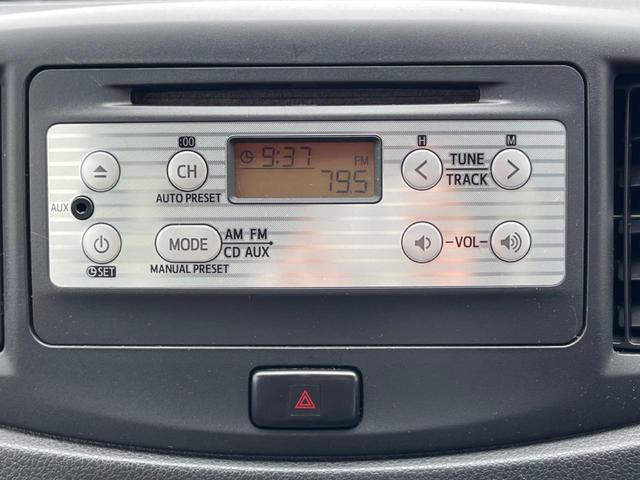 :00
H
M
9:37
FM
79.5
CH
AUTO PRESET
TUNE
TRACK
AUX
MODE
AM FM
CD AUX
MANUAL PRESET
SET
-VOL-